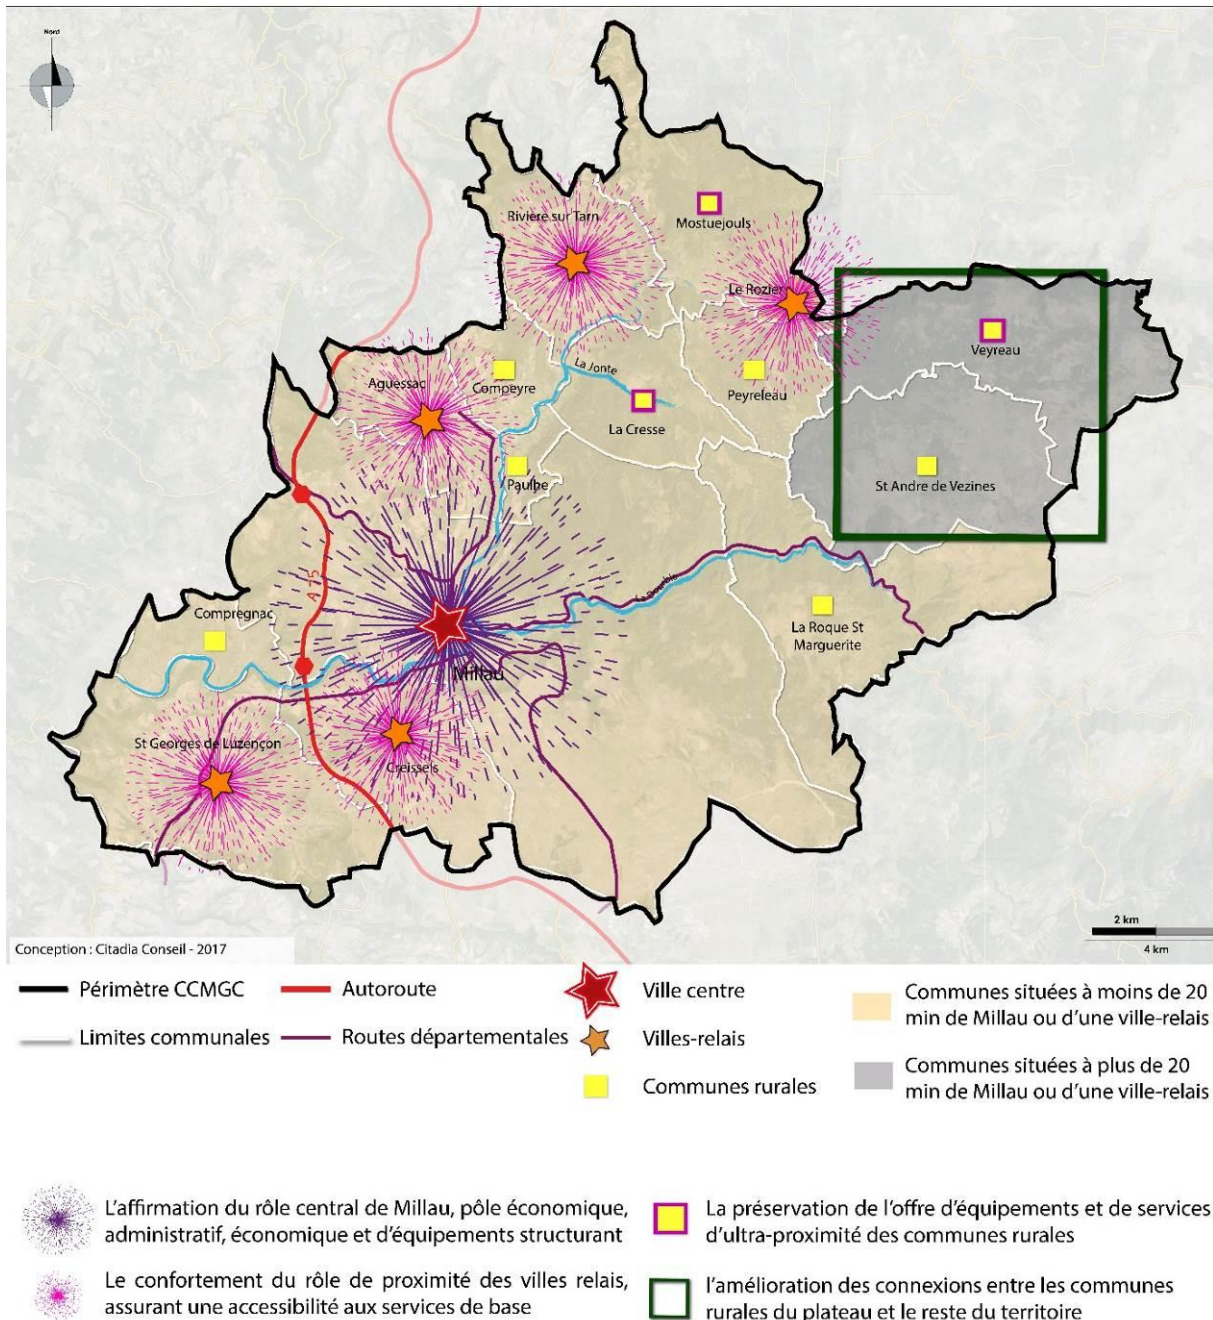 Nord
Rivière sur Tarn
Mostuejouls
Le Rozier
Veyreau
La Jonte
Aguessac
Compeyre
Peyreleau
La Cresse
Paulhe
St Andre de Vezines
A 75
Compregnac
La Dourbie
La Roque St
Marguerite
Millau
St Georges de Luzençon
Creissels
2 km
4 km
Conception : Citadia Conseil - 2017
Périmètre CCMGC
Autoroute
Ville centre
Communes situées à moins de 20
min de Millau ou d'une ville-relais
Limites communales
Routes départementales
Villes-relais
Communes rurales
Communes situées à plus de 20
min de Millau ou d'une ville-relais
L'affirmation du rôle central de Millau, pôle économique,
administratif, économique et d'équipements structurant
La préservation de l'offre d'équipements et de services
d'ultra-proximité des communes rurales
Le confortement du rôle de proximité des villes relais,
assurant une accessibilité aux services de base
l'amélioration des connexions entre les communes
rurales du plateau et le reste du territoire